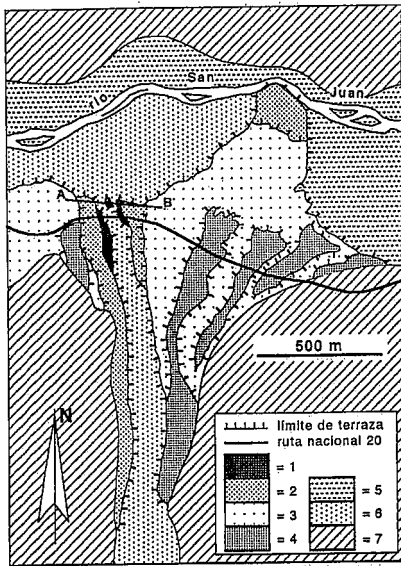 río San Juan
A B
500 m
N
límite de terraza
ruta nacional 20
= 1
= 2
= 3
= 4
= 5
= 6
= 7